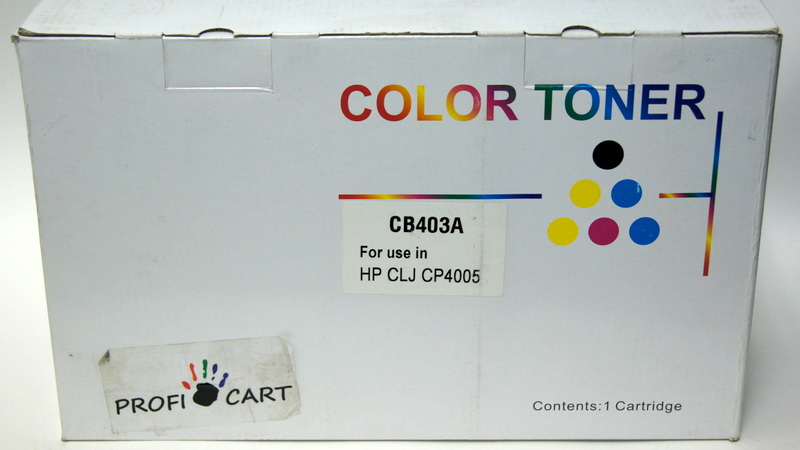 COLOR TONER
CB403A
For use in
HP CLJ CP4005
PROFI CART
Contents:1 Cartridge